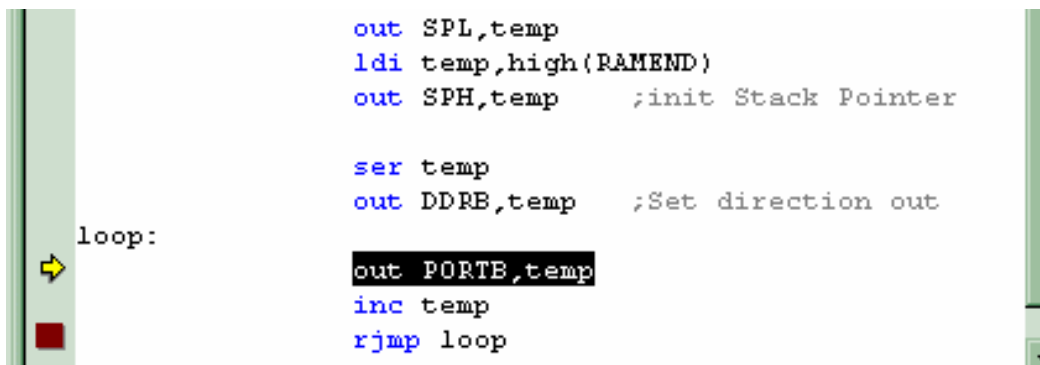 out SPL,temp
ldi temp,high(RAMEND)
out SPH,temp ;init Stack Pointer
ser temp
out DDRB,temp ;Set direction out
loop:
out PORTB,temp
inc temp
rjmp loop